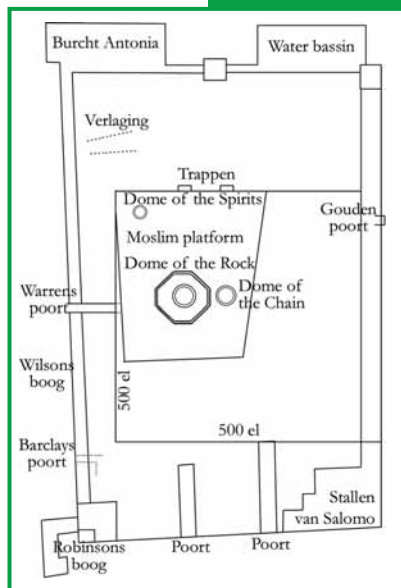 Burcht Antonia
Water bassin
Verlaging
Trappen
Dome of the Spirits
Gouden
poort
Moslim platform
Dome of the Rock
Dome of
the Chain
Warrens
poort
Wilsons
boog
500 el
500 el
Barclays
poort
Stallen
van Salomo
Robinsons
boog
Poort
Poort